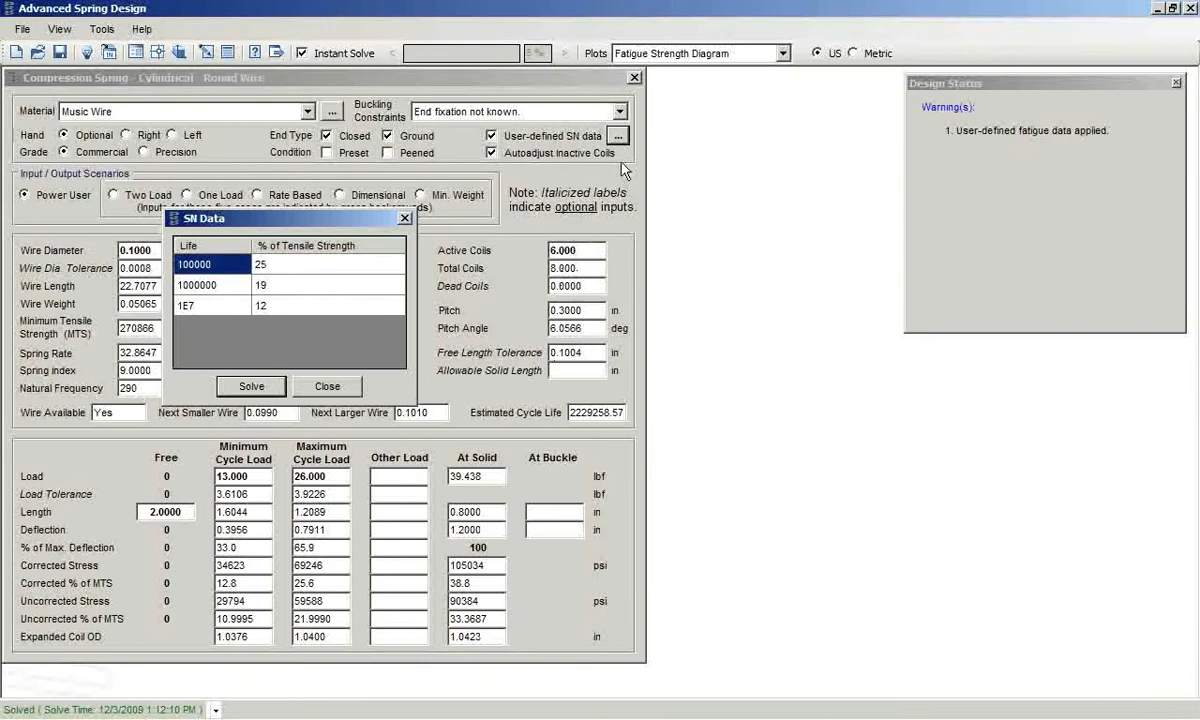 Advanced Spring Design
File View Tools Help
Instant Solve < % > Plots Fatigue Strength Diagram US Metric
Compression Spring - Cylindrical Round Wire
Material Music Wire ... Buckling Constraints End fixation not known.
Hand Optional Right Left End Type Closed Ground User-defined SN data ...
Grade Commercial Precision Condition Preset Peened Autoadjust Inactive Coils
Input / Output Scenarios
Power User Two Load One Load Rate Based Dimensional Min. Weight
Note: Italicized labels
indicate optional inputs.
SN Data
Life % of Tensile Strength
100000 25
1000000 19
1E7 12
Solve Close
Wire Diameter 0.1000
Wire Dia. Tolerance 0.0008
Wire Length 22.7077
Wire Weight 0.05065
Minimum Tensile
Strength (MTS) 270866
Spring Rate 32.8647
Spring index 9.0000
Natural Frequency 290
Active Coils 6.000
Total Coils 8.000
Dead Coils 0.0000
Pitch 0.3000 in
Pitch Angle 6.0566 deg
Free Length Tolerance 0.1004 in
Allowable Solid Length in
Wire Available Yes Next Smaller Wire 0.0990 Next Larger Wire 0.1010 Estimated Cycle Life 2229258.57
Free Minimum Cycle Load Maximum Cycle Load Other Load At Solid At Buckle
Load 0 13.000 26.000 39.438 lbf
Load Tolerance 0 3.6106 3.9226 lbf
Length 2.0000 1.6044 1.2089 0.8000 in
Deflection 0 0.3956 0.7911 1.2000 in
% of Max. Deflection 0 33.0 65.9 100
Corrected Stress 0 34623 69246 105034 psi
Corrected % of MTS 0 12.8 25.6 38.8
Uncorrected Stress 0 29794 59588 90384 psi
Uncorrected % of MTS 0 10.9995 21.9990 33.3687
Expanded Coil OD 1.0376 1.0400 1.0423 in
Design Status
Warning(s):
1. User-defined fatigue data applied.
Solved ( Solve Time: 12/3/2009 1:12:10 PM )